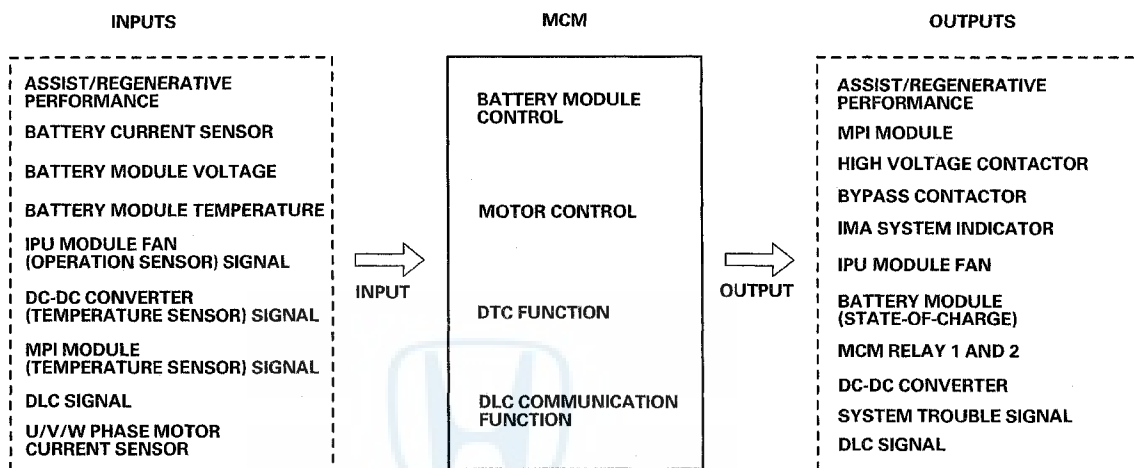 INPUTS
ASSIST/REGENERATIVE
PERFORMANCE
BATTERY CURRENT SENSOR
BATTERY MODULE VOLTAGE
BATTERY MODULE TEMPERATURE
IPU MODULE FAN
(OPERATION SENSOR) SIGNAL
DC-DC CONVERTER
(TEMPERATURE SENSOR) SIGNAL
MPI MODULE
(TEMPERATURE SENSOR) SIGNAL
DLC SIGNAL
U/V/W PHASE MOTOR
CURRENT SENSOR
INPUT
MCM
BATTERY MODULE
CONTROL
MOTOR CONTROL
DTC FUNCTION
DLC COMMUNICATION
FUNCTION
OUTPUT
OUTPUTS
ASSIST/REGENERATIVE
PERFORMANCE
MPI MODULE
HIGH VOLTAGE CONTACTOR
BYPASS CONTACTOR
IMA SYSTEM INDICATOR
IPU MODULE FAN
BATTERY MODULE
(STATE-OF-CHARGE)
MCM RELAY 1 AND 2
DC-DC CONVERTER
SYSTEM TROUBLE SIGNAL
DLC SIGNAL